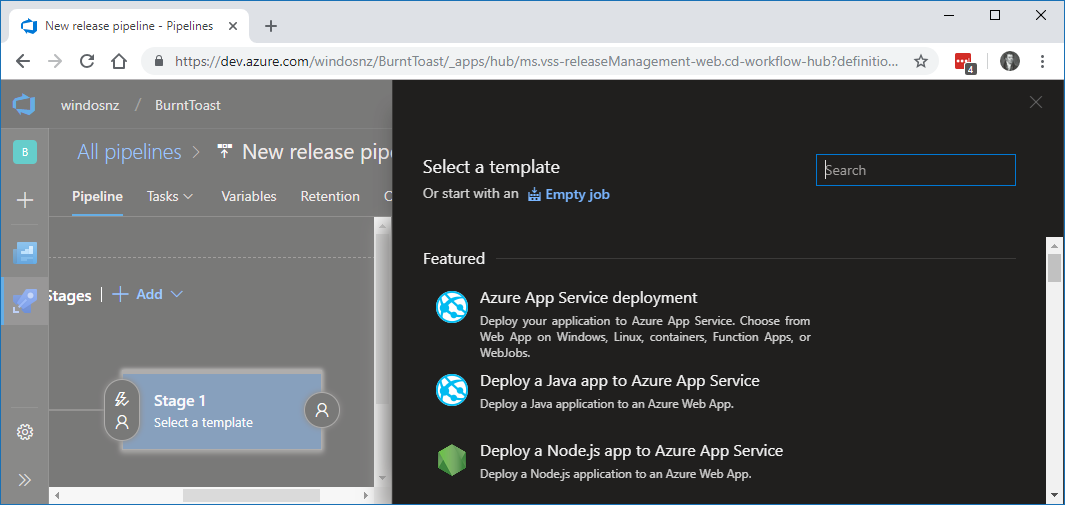 New release pipeline - Pipelines
https://dev.azure.com/windosnz/BurntToast/_apps/hub/ms.vss-releaseManagement-web.cd-workflow-hub?definitio...
4
windosnz / BurntToast
B
All pipelines > New release pip
Pipeline Tasks Variables Retention
Stages | + Add
Stage 1
Select a template
Select a template
Search
Or start with an Empty job
Featured
Azure App Service deployment
Deploy your application to Azure App Service. Choose from
Web App on Windows, Linux, containers, Function Apps, or
WebJobs.
Deploy a Java app to Azure App Service
Deploy a Java application to an Azure Web App.
Deploy a Node.js app to Azure App Service
Deploy a Node.js application to an Azure Web App.